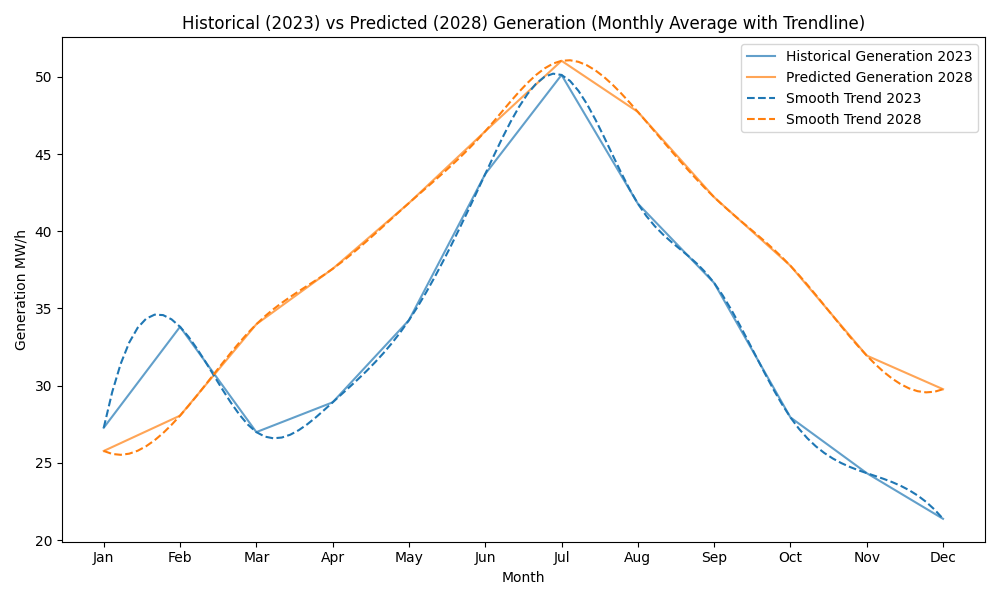 Historical (2023) vs Predicted (2028) Generation (Monthly Average with Trendline)
Historical Generation 2023
Predicted Generation 2028
Smooth Trend 2023
Smooth Trend 2028
Generation MW/h
50
45
40
35
30
25
20
Jan Feb Mar Apr May Jun Jul Aug Sep Oct Nov Dec
Month